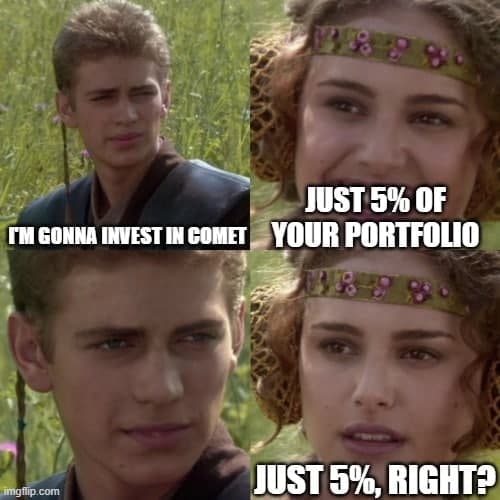 I'M GONNA INVEST IN COMET
JUST 5% OF
YOUR PORTFOLIO
JUST 5%, RIGHT?
imgflip.com